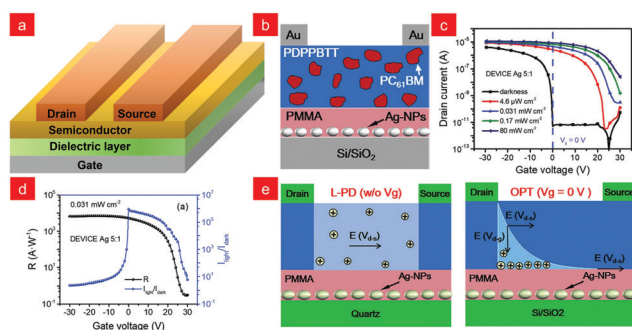 a
Drain
Source
Semiconductor
Dielectric layer
Gate
b
Au
Au
PDPPBTT
PC61BM
PMMA
Ag-NPs
Si/SiO2
c
Drain current (A)
10-5
10-7
10-9
10-11
10-13
DEVICE Ag 5:1
darkness
4.6 μW cm-2
0.031 mW cm-2
0.17 mW cm-2
80 mW cm-2
Vg = 0 V
-30 -20 -10 0 10 20 30
Gate voltage (V)
d
0.031 mW cm-2
(a)
R (A·W-1)
DEVICE Ag 5:1
R
Ilight/Idark
Ilight/Idark
-30 -20 -10 0 10 20 30
Gate voltage (V)
e
Drain
L-PD (w/o Vg)
Source
E (Vd-s)
PMMA
Ag-NPs
Quartz
Drain
OPT (Vg = 0 V)
Source
E (Vd-s)
E
(Vd-g)
E (Vd-s)
PMMA
Ag-NPs
Si/SiO2